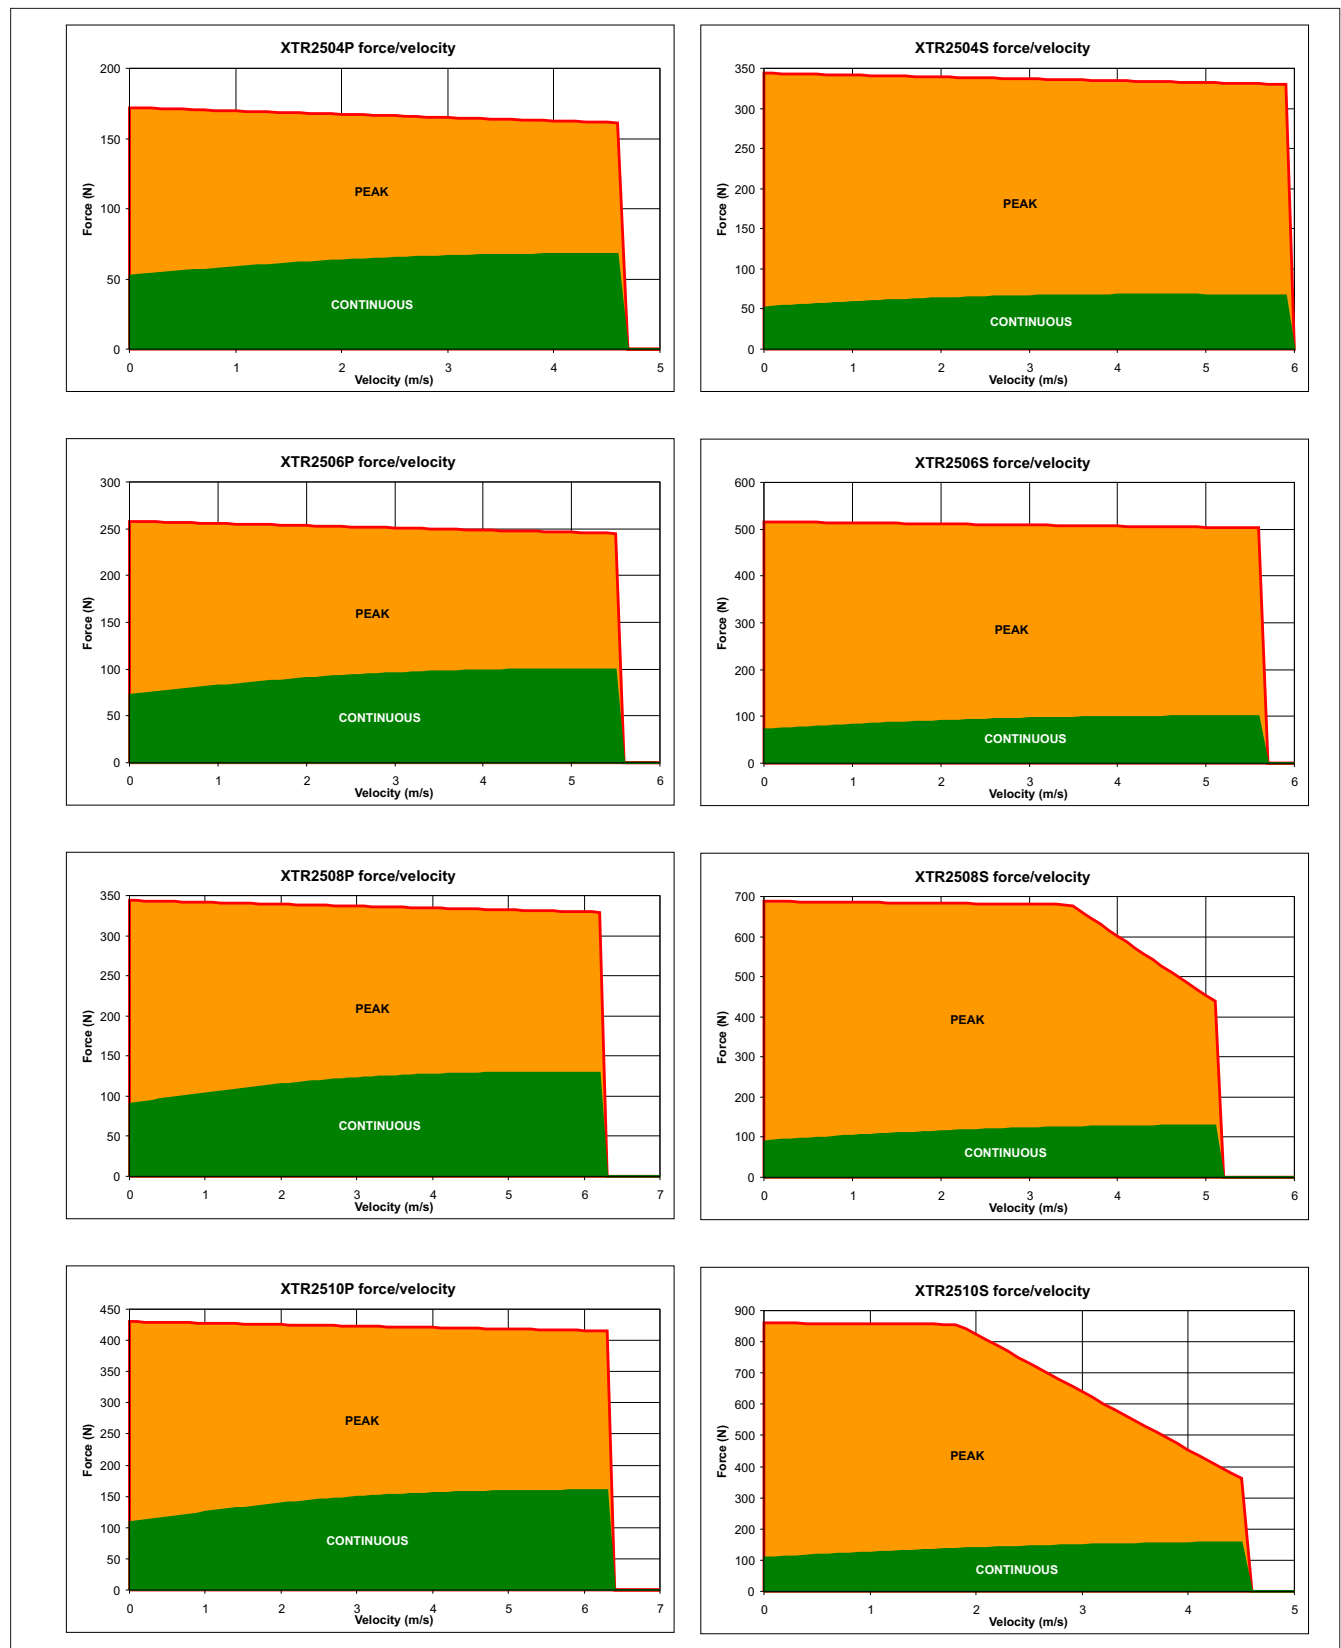 XTR2504P force/velocity
200
150
100
50
0
Force (N)
PEAK
CONTINUOUS
0 1 2 3 4 5
Velocity (m/s)
XTR2504S force/velocity
350
300
250
200
150
100
50
0
Force (N)
PEAK
CONTINUOUS
0 1 2 3 4 5 6
Velocity (m/s)
XTR2506P force/velocity
300
250
200
150
100
50
0
Force (N)
PEAK
CONTINUOUS
0 1 2 3 4 5 6
Velocity (m/s)
XTR2506S force/velocity
600
500
400
300
200
100
0
Force (N)
PEAK
CONTINUOUS
0 1 2 3 4 5 6
Velocity (m/s)
XTR2508P force/velocity
350
300
250
200
150
100
50
0
Force (N)
PEAK
CONTINUOUS
0 1 2 3 4 5 6 7
Velocity (m/s)
XTR2508S force/velocity
700
600
500
400
300
200
100
0
Force (N)
PEAK
CONTINUOUS
0 1 2 3 4 5 6
Velocity (m/s)
XTR2510P force/velocity
450
400
350
300
250
200
150
100
50
0
Force (N)
PEAK
CONTINUOUS
0 1 2 3 4 5 6 7
Velocity (m/s)
XTR2510S force/velocity
900
800
700
600
500
400
300
200
100
0
Force (N)
PEAK
CONTINUOUS
0 1 2 3 4 5
Velocity (m/s)